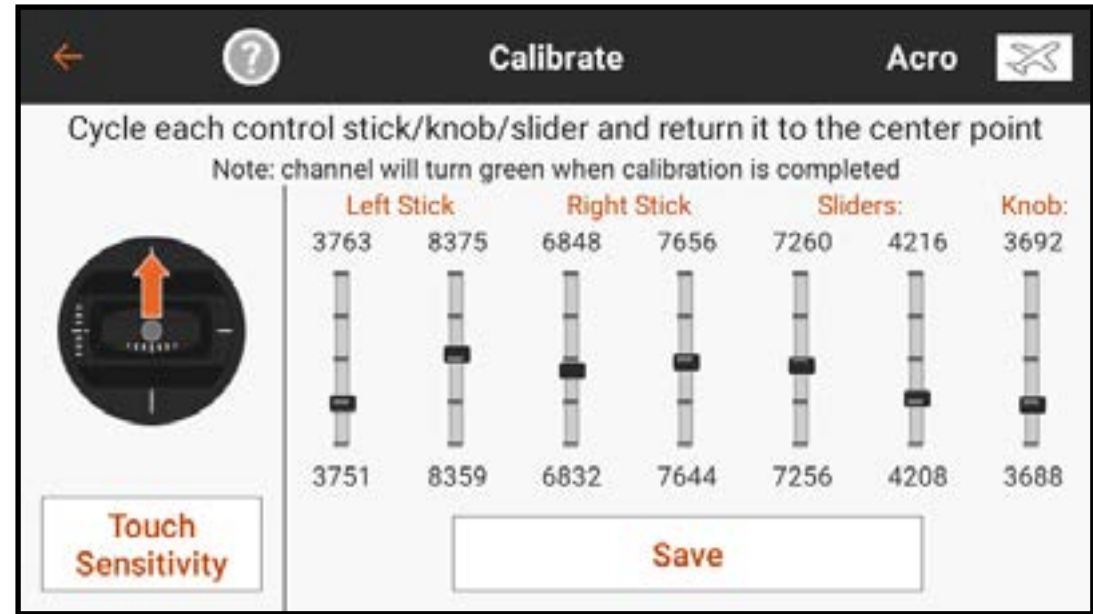 ?
Calibrate
Acro
Cycle each control stick/knob/slider and return it to the center point
Note: channel will turn green when calibration is completed
Left Stick Right Stick Sliders: Knob:
3763 8375 6848 7656 7260 4216 3692
3751 8359 6832 7644 7256 4208 3688
Touch
Sensitivity
Save